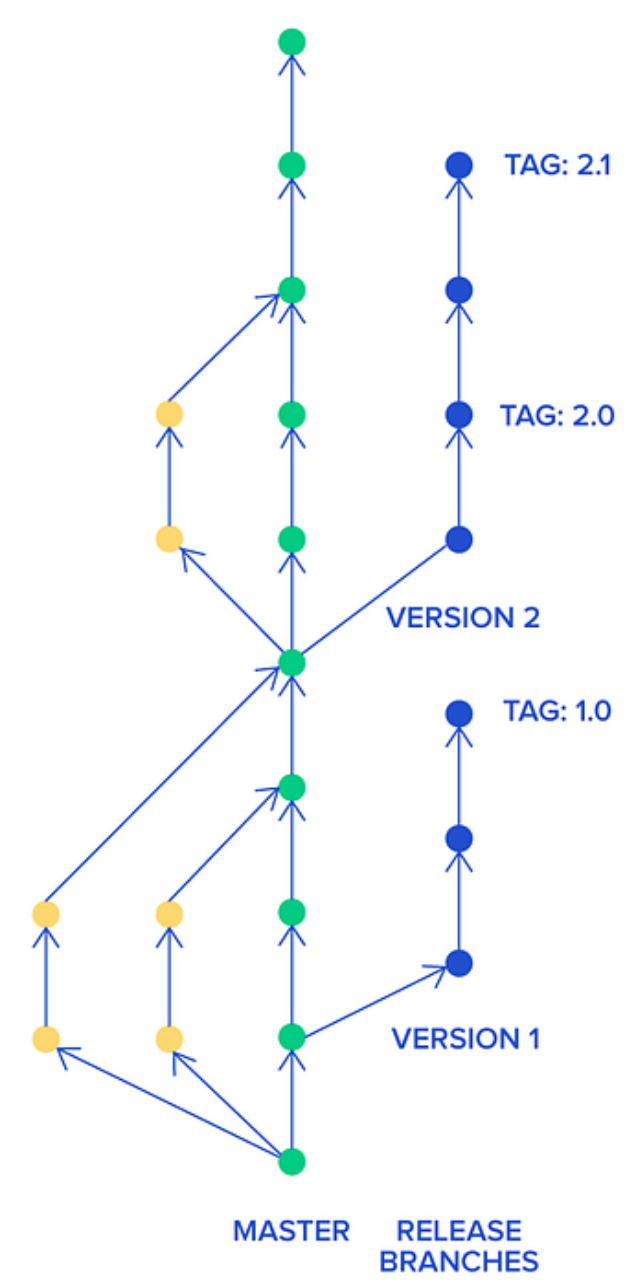 TAG: 2.1
TAG: 2.0
VERSION 2
TAG: 1.0
VERSION 1
MASTER
RELEASE
BRANCHES